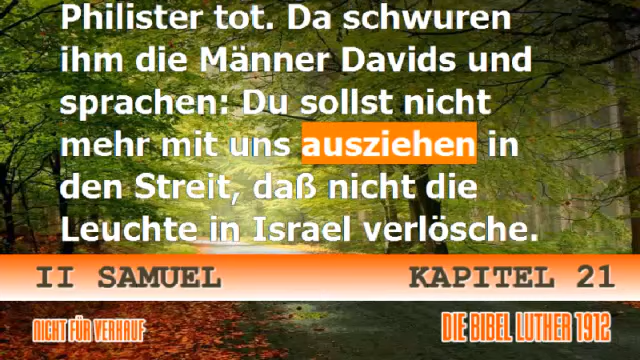 Philister tot. Da schwuren
ihm die Männer Davids und
sprachen: Du sollst nicht
mehr mit uns ausziehen in
den Streit, daß nicht die
Leuchte in Israel verlösche.
II SAMUEL KAPITEL 21
NICHT FÜR VERKAUF DIE BIBEL LUTHER 1912